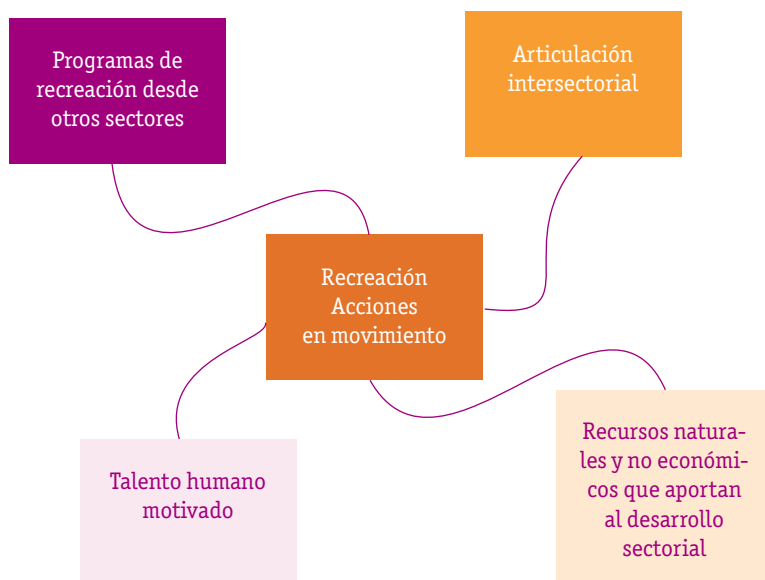 Programas de
recreación desde
otros sectores
Articulación
intersectorial
Recreación
Acciones
en movimiento
Talento humano
motivado
Recursos natura-
les y no económi-
cos que aportan
al desarrollo
sectorial